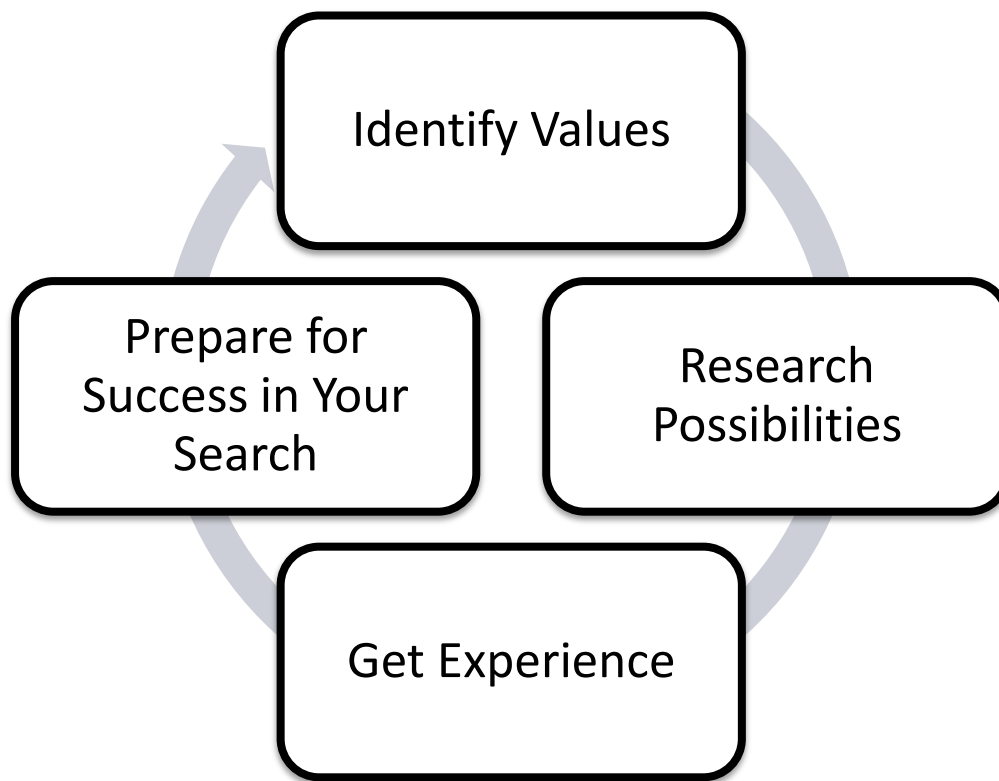 Identify Values
Research
Possibilities
Get Experience
Prepare for
Success in Your
Search